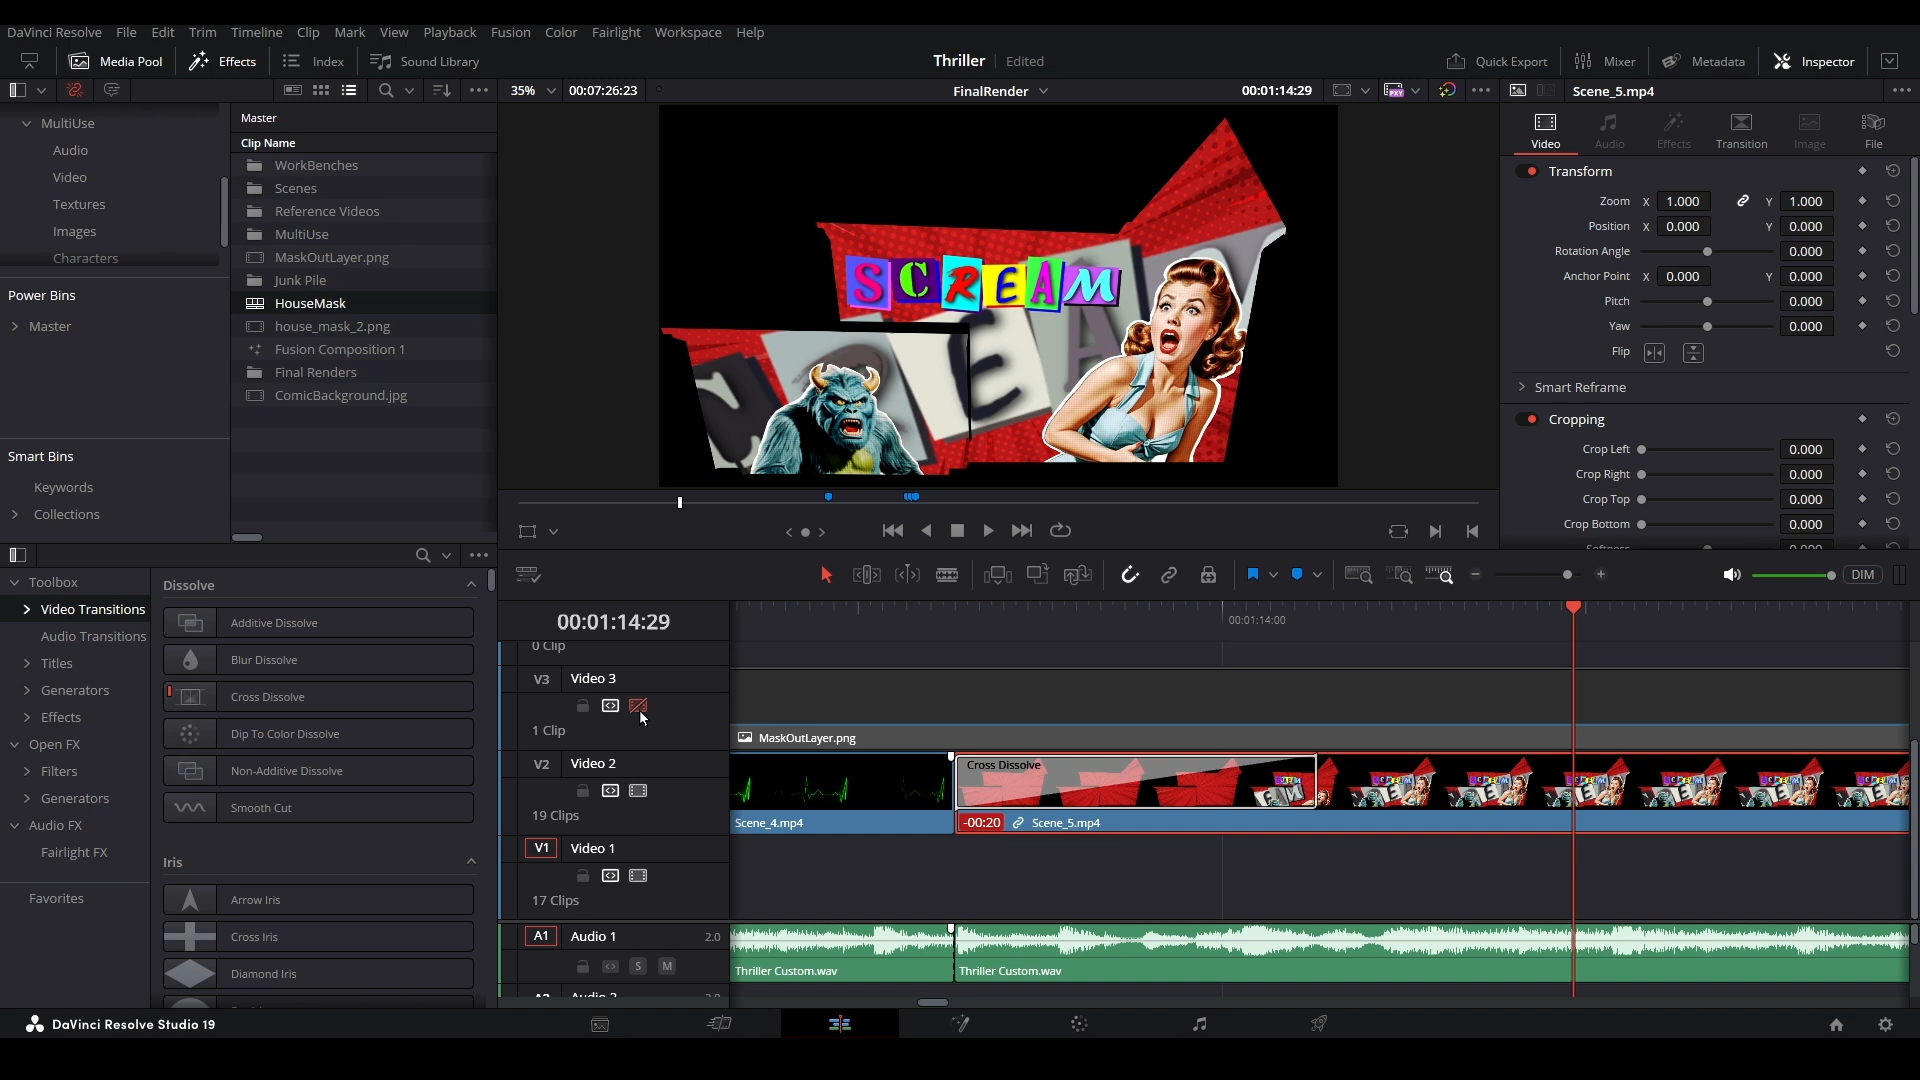 DaVinci Resolve File Edit Trim Timeline Clip Mark View Playback Fusion Color Fairlight Workspace Help
Media Pool Effects Index Sound Library Thriller Edited Quick Export Mixer Metadata Inspector
35% 00:07:26:23 FinalRender 00:01:14:29 PXY Scene_5.mp4
MultiUse
Audio
Video
Textures
Images
Characters
Power Bins
Master
Smart Bins
Keywords
Collections
Master
Clip Name
WorkBenches
Scenes
Reference Videos
MultiUse
MaskOutLayer.png
Junk Pile
HouseMask
house_mask_2.png
Fusion Composition 1
Final Renders
ComicBackground.jpg
SCREAM
Video Audio Effects Transition Image File
Transform
Zoom X 1.000 Y 1.000
Position X 0.000 Y 0.000
Rotation Angle 0.000
Anchor Point X 0.000 Y 0.000
Pitch 0.000
Yaw 0.000
Flip
Smart Reframe
Cropping
Crop Left 0.000
Crop Right 0.000
Crop Top 0.000
Crop Bottom 0.000
Toolbox
Video Transitions
Audio Transitions
Titles
Generators
Effects
Open FX
Filters
Generators
Audio FX
Fairlight FX
Favorites
Dissolve
Additive Dissolve
Blur Dissolve
Cross Dissolve
Dip To Color Dissolve
Non-Additive Dissolve
Smooth Cut
Iris
Arrow Iris
Cross Iris
Diamond Iris
DIM
00:01:14:29
00:01:14:00
0 Clip
V3 Video 3
1 Clip
MaskOutLayer.png
V2 Video 2
19 Clips
Cross Dissolve
Scene_4.mp4 -00:20 Scene_5.mp4
V1 Video 1
17 Clips
A1 Audio 1 2.0
S M
Thriller Custom.wav Thriller Custom.wav
DaVinci Resolve Studio 19